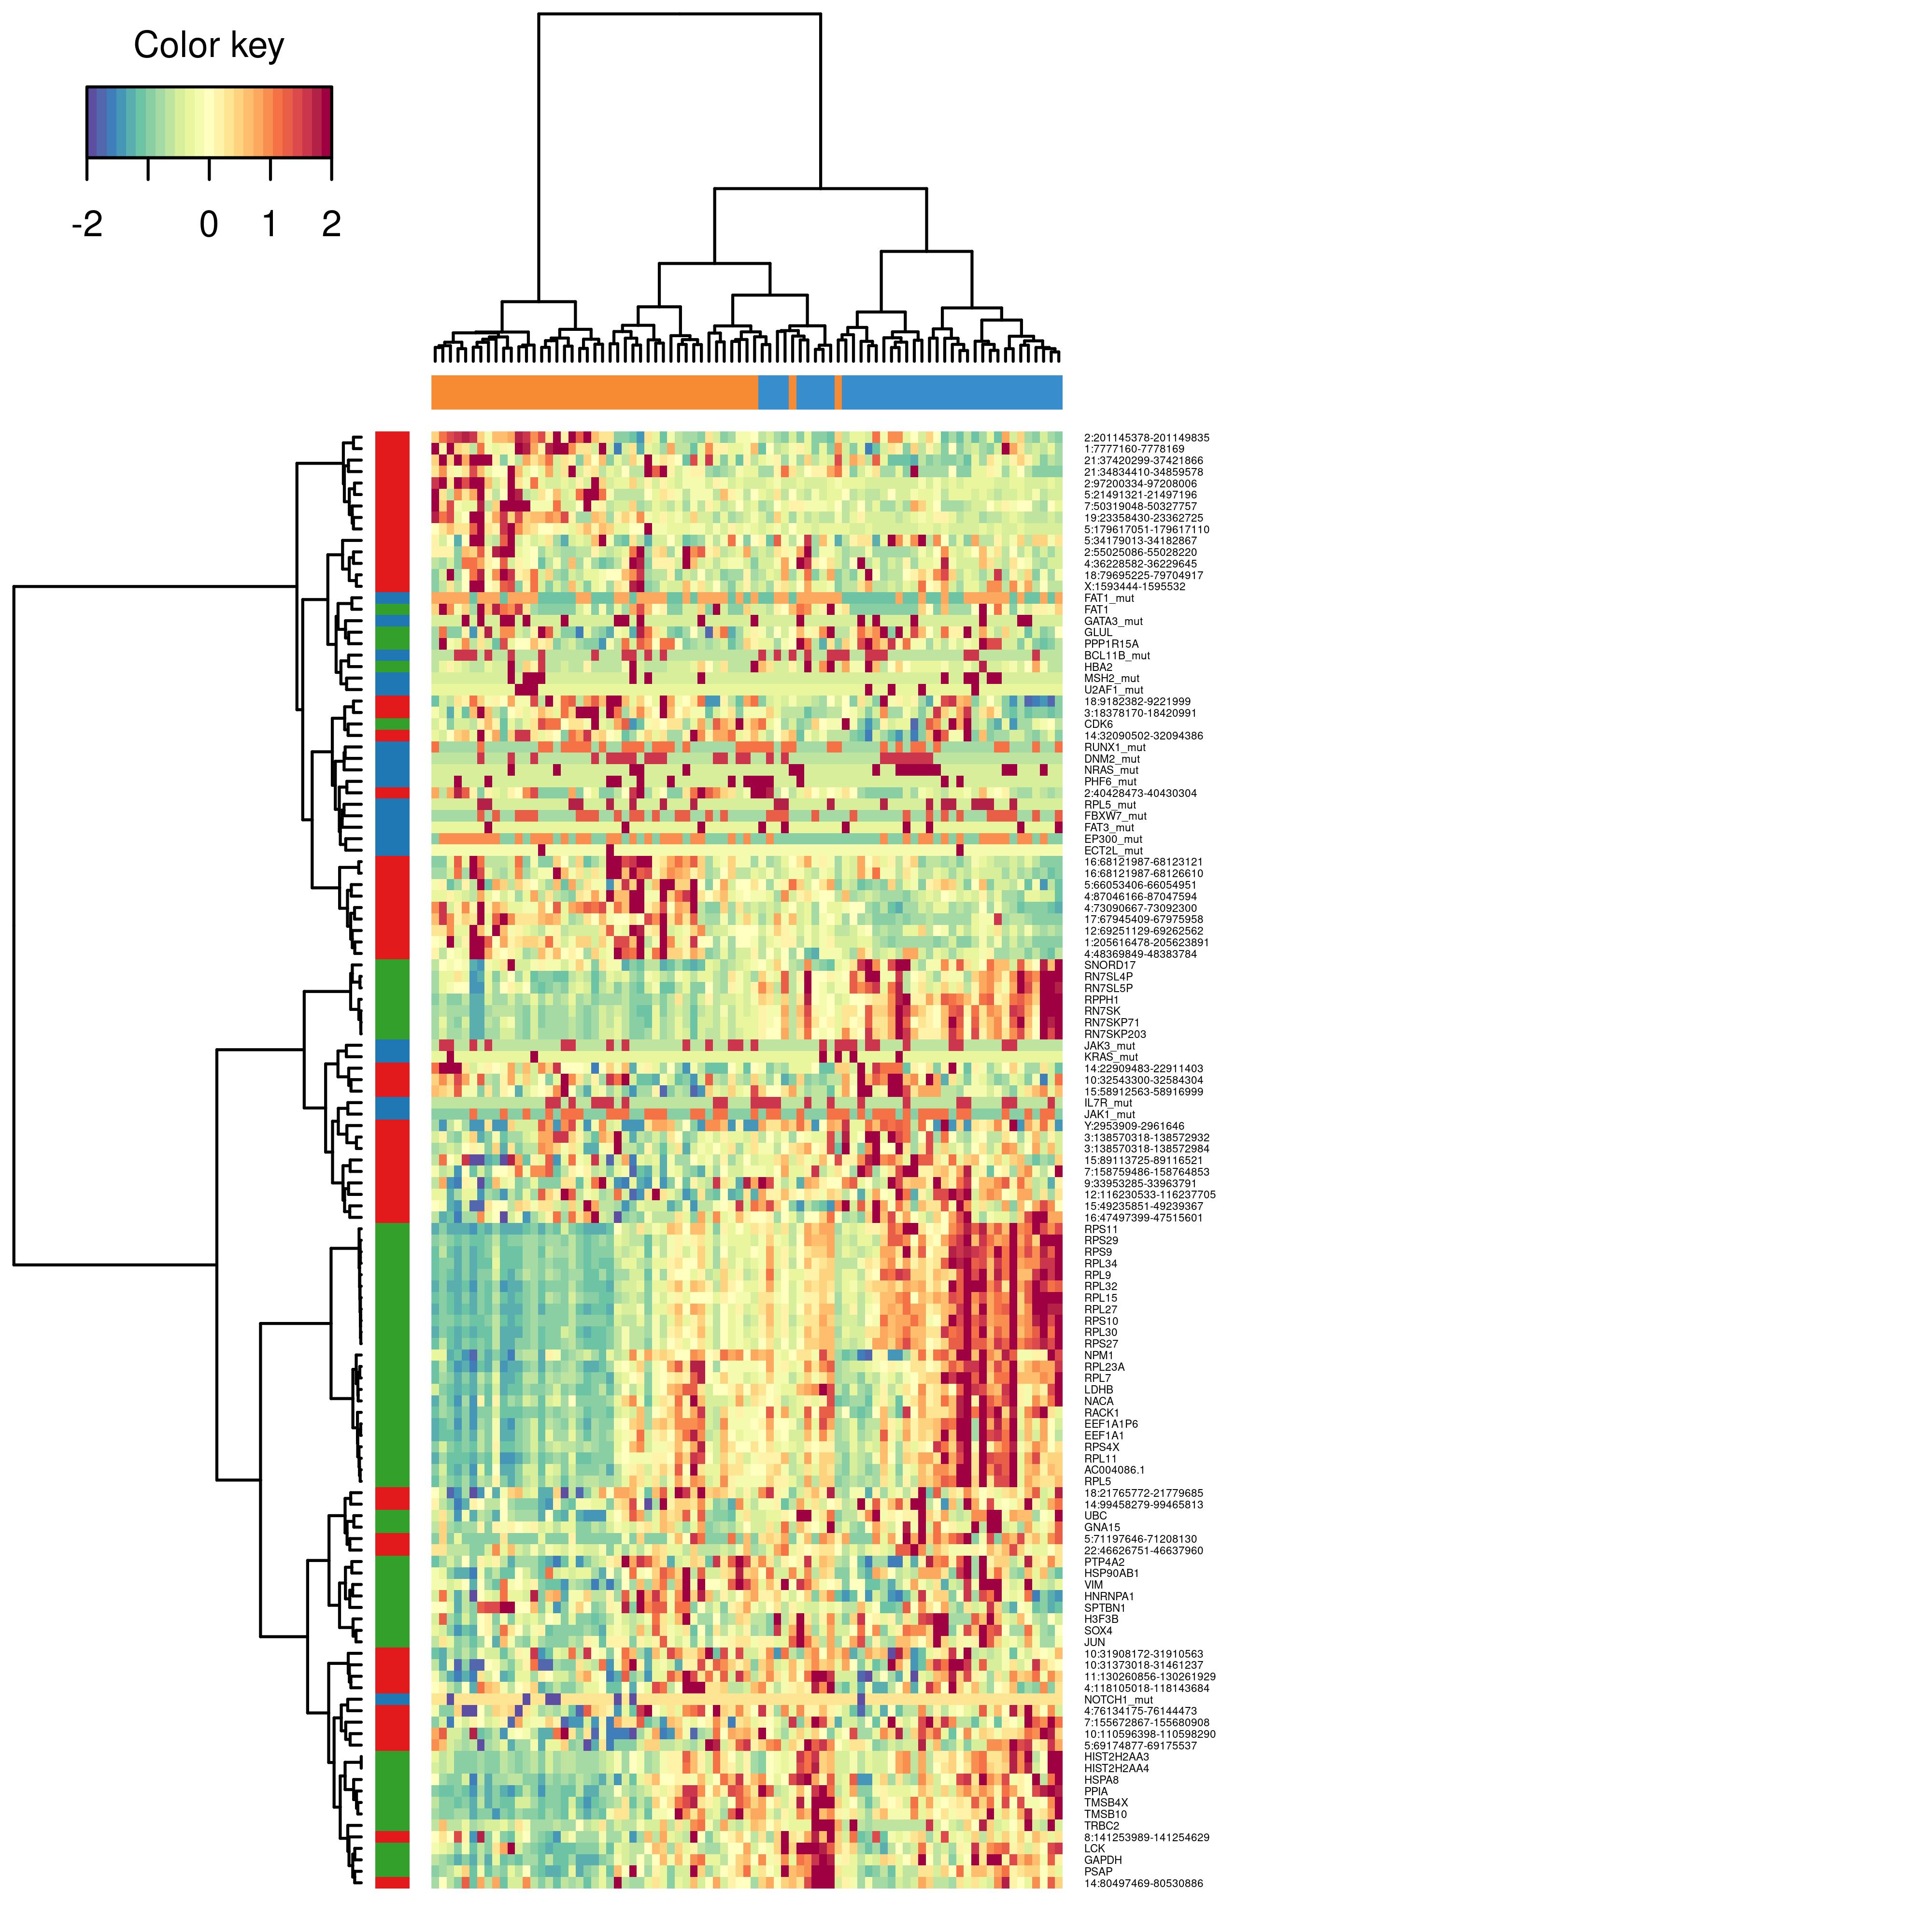 Color key
-2 0 1 2
2:201145378-201149835
1:7777160-7778169
21:37420299-37421866
21:34834410-34859578
2:97200334-97208006
5:21491321-21497196
7:50319048-50327757
19:23358430-23362725
5:179617051-179617110
5:34179013-34182867
2:55025086-55028220
4:36228582-36229645
18:79695225-79704917
X:1593444-1595532
FAT1_mut
FAT1
GATA3_mut
GLUL
PPP1R15A
BCL11B_mut
HBA2
MSH2_mut
U2AF1_mut
18:9182382-9221999
3:18378170-18420991
CDK6
14:32090502-32094386
RUNX1_mut
DNM2_mut
NRAS_mut
PHF6_mut
2:40428473-40430304
RPL5_mut
FBXW7_mut
FAT3_mut
EP300_mut
ECT2L_mut
16:68121987-68123121
16:68121987-68126610
5:66053406-66054951
4:87046166-87047594
4:73090667-73092300
17:67945409-67975958
12:69251129-69262562
1:205616478-205623891
4:48369849-48383784
SNORD17
RN7SL4P
RN7SL5P
RPPH1
RN7SK
RN7SKP71
RN7SKP203
JAK3_mut
KRAS_mut
14:22909483-22911403
10:32543300-32584304
15:58912563-58916999
IL7R_mut
JAK1_mut
Y:2953909-2961646
3:138570318-138572932
3:138570318-138572984
15:89113725-89116521
7:158759486-158764853
9:33953285-33963791
12:116230533-116237705
15:49235851-49239367
16:47497399-47515601
RPS11
RPS29
RPS9
RPL34
RPL9
RPL32
RPL15
RPL27
RPS10
RPL30
RPS27
NPM1
RPL23A
RPL7
LDHB
NACA
RACK1
EEF1A1P6
EEF1A1
RPS4X
RPL11
AC004086.1
RPL5
18:21765772-21779685
14:99458279-99465813
UBC
GNA15
5:71197646-71208130
22:46626751-46637960
PTP4A2
HSP90AB1
VIM
HNRNPA1
SPTBN1
H3F3B
SOX4
JUN
10:31908172-31910563
10:31373018-31461237
11:130260856-130261929
4:118105018-118143684
NOTCH1_mut
4:76134175-76144473
7:155672867-155680908
10:110596398-110598290
5:69174877-69175537
HIST2H2AA3
HIST2H2AA4
HSPA8
PPIA
TMSB4X
TMSB10
TRBC2
8:141253989-141254629
LCK
GAPDH
PSAP
14:80497469-80530886